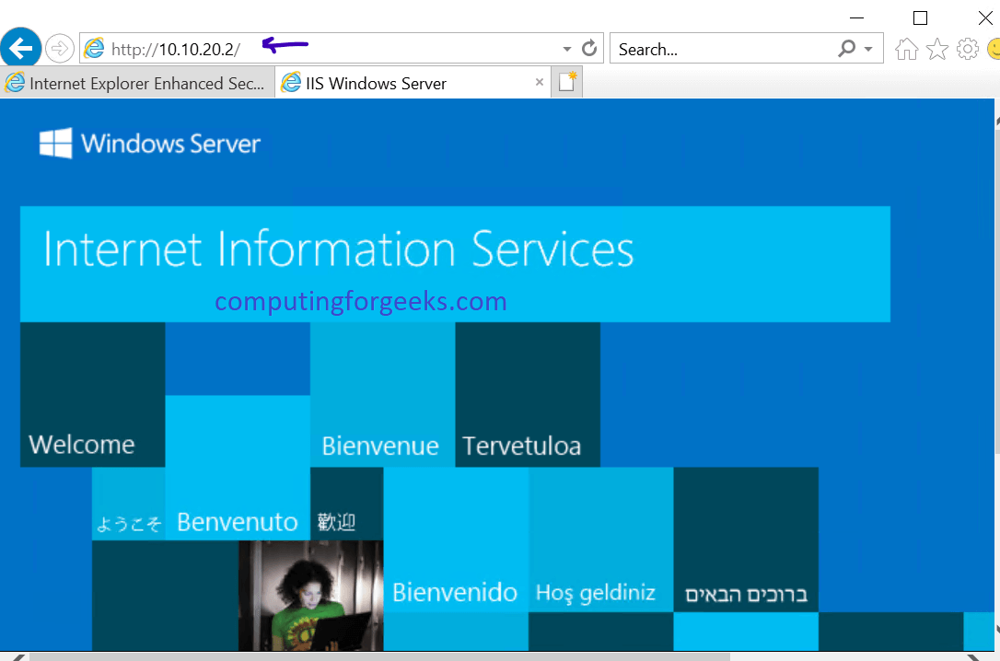 http://10.10.20.2/
Search...
Internet Explorer Enhanced Sec...
IIS Windows Server
Windows Server
Internet Information Services
computingforgeeks.com
Welcome
Bienvenue
Tervetuloa
ようこそ
Benvenuto
歡迎
Bienvenido
Hoş geldiniz
ברוכים הבאים